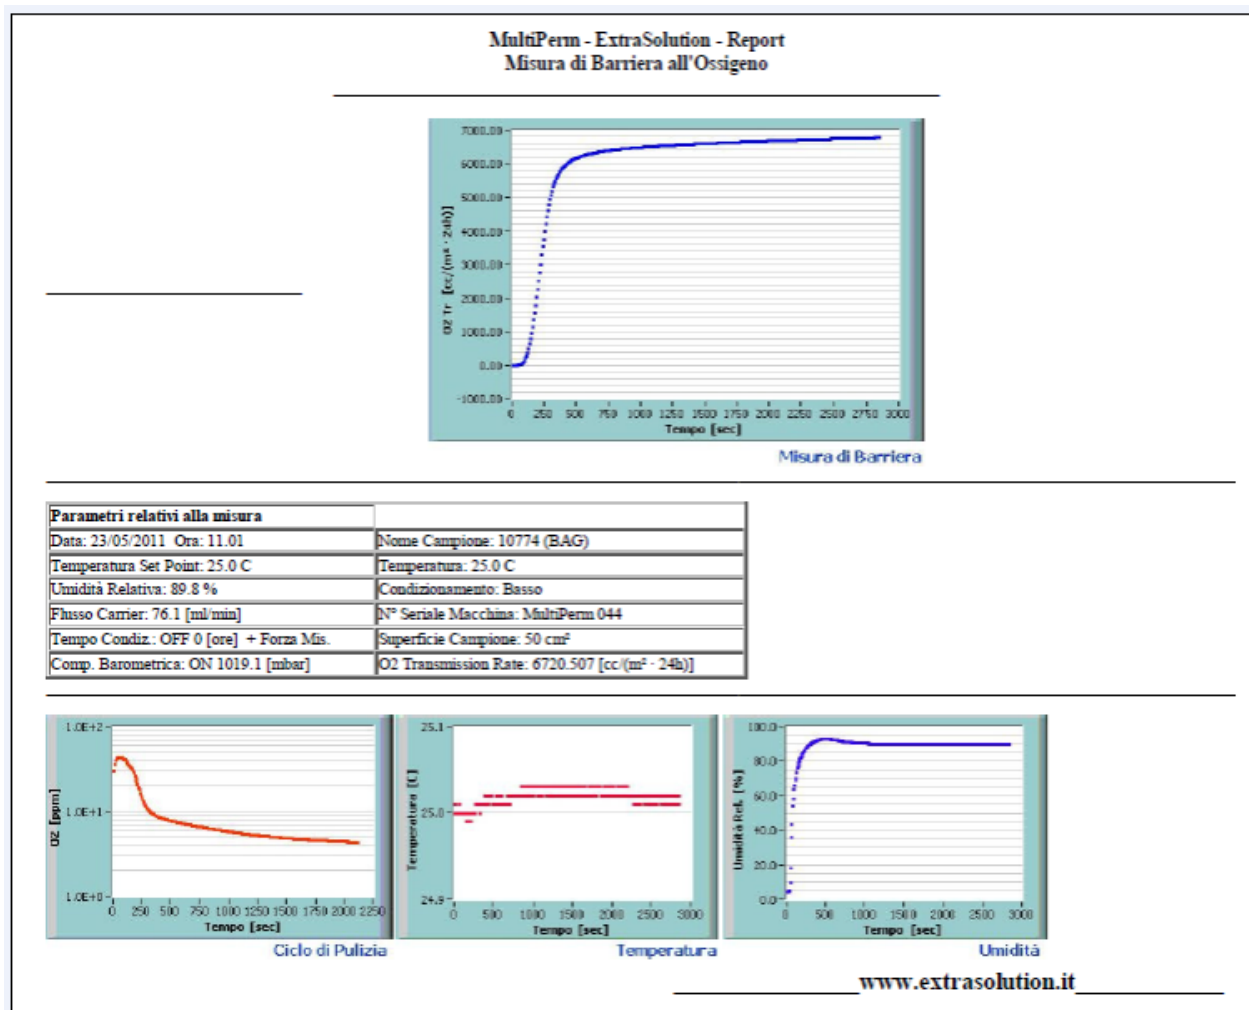 MultiPerm - ExtraSolution - Report
Misura di Barriera all'Ossigeno
7000.00
6000.00
5000.00
4000.00
3000.00
2000.00
1000.00
0.00
-1000.00
O2 Tr [cc/(m² · 24h)]
0 250 500 750 1000 1250 1500 1750 2000 2250 2500 2750 3000
Tempo [sec]
Misura di Barriera
Parametri relativi alla misura
Data: 23/05/2011 Ora: 11.01 Nome Campione: 10774 (BAG)
Temperatura Set Point: 25.0 C Temperatura: 25.0 C
Umidità Relativa: 89.8 % Condizionamento: Basso
Flusso Carrier: 76.1 [ml/min] N° Seriale Macchina: MultiPerm 044
Tempo Condiz.: OFF 0 [ore] + Forza Mis. Superficie Campione: 50 cm²
Comp. Barometrica: ON 1019.1 [mbar] O2 Transmission Rate: 6720.507 [cc/(m² · 24h)]
1.0E+2
1.0E+1
1.0E+0
O2 [ppm]
0 250 500 750 1000 1250 1500 1750 2000 2250
Tempo [sec]
Ciclo di Pulizia
25.1
25.0
24.9
Temperatura [C]
0 500 1000 1500 2000 2500 3000
Tempo [sec]
Temperatura
100.0
80.0
60.0
40.0
20.0
0.0
Umidità Rel. [%]
0 500 1000 1500 2000 2500 3000
Tempo [sec]
Umidità
www.extrasolution.it